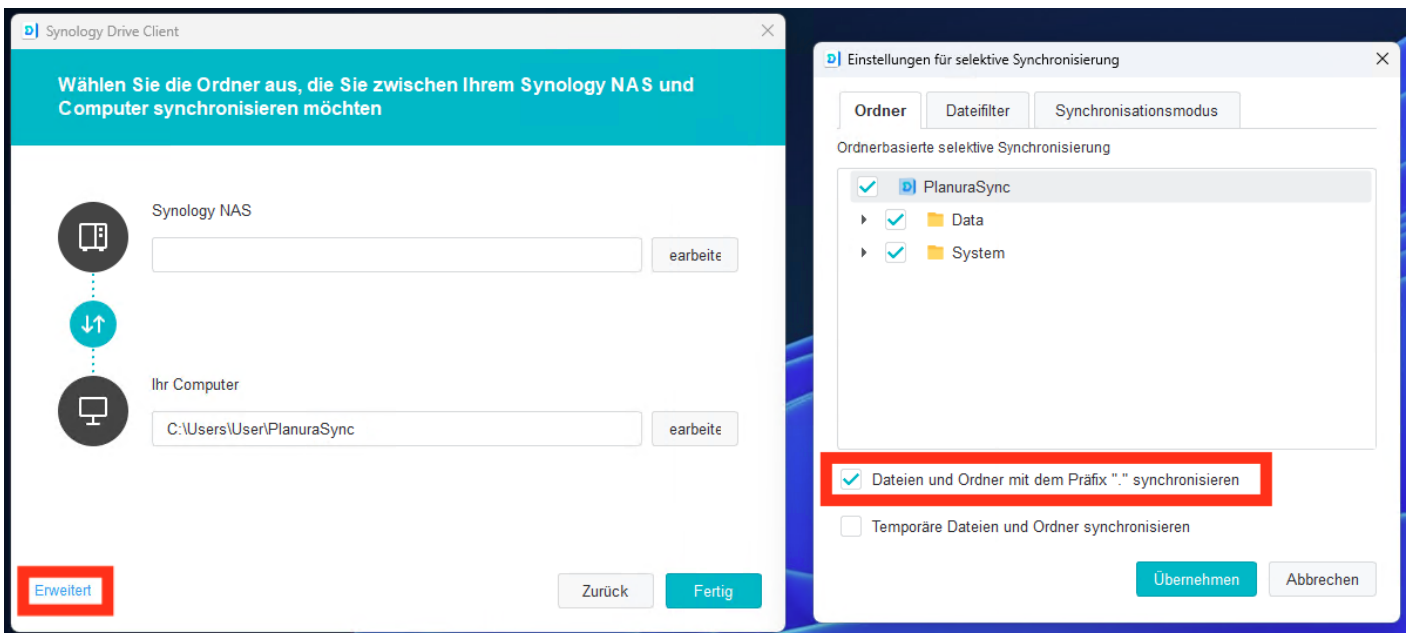 Synology Drive Client
Wählen Sie die Ordner aus, die Sie zwischen Ihrem Synology NAS und
Computer synchronisieren möchten
Synology NAS
earbeite
Ihr Computer
C:\Users\User\PlanuraSync
earbeite
Erweitert
Zurück
Fertig
Einstellungen für selektive Synchronisierung
Ordner
Dateifilter
Synchronisationsmodus
Ordnerbasierte selektive Synchronisierung
PlanuraSync
Data
System
Dateien und Ordner mit dem Präfix "." synchronisieren
Temporäre Dateien und Ordner synchronisieren
Übernehmen
Abbrechen